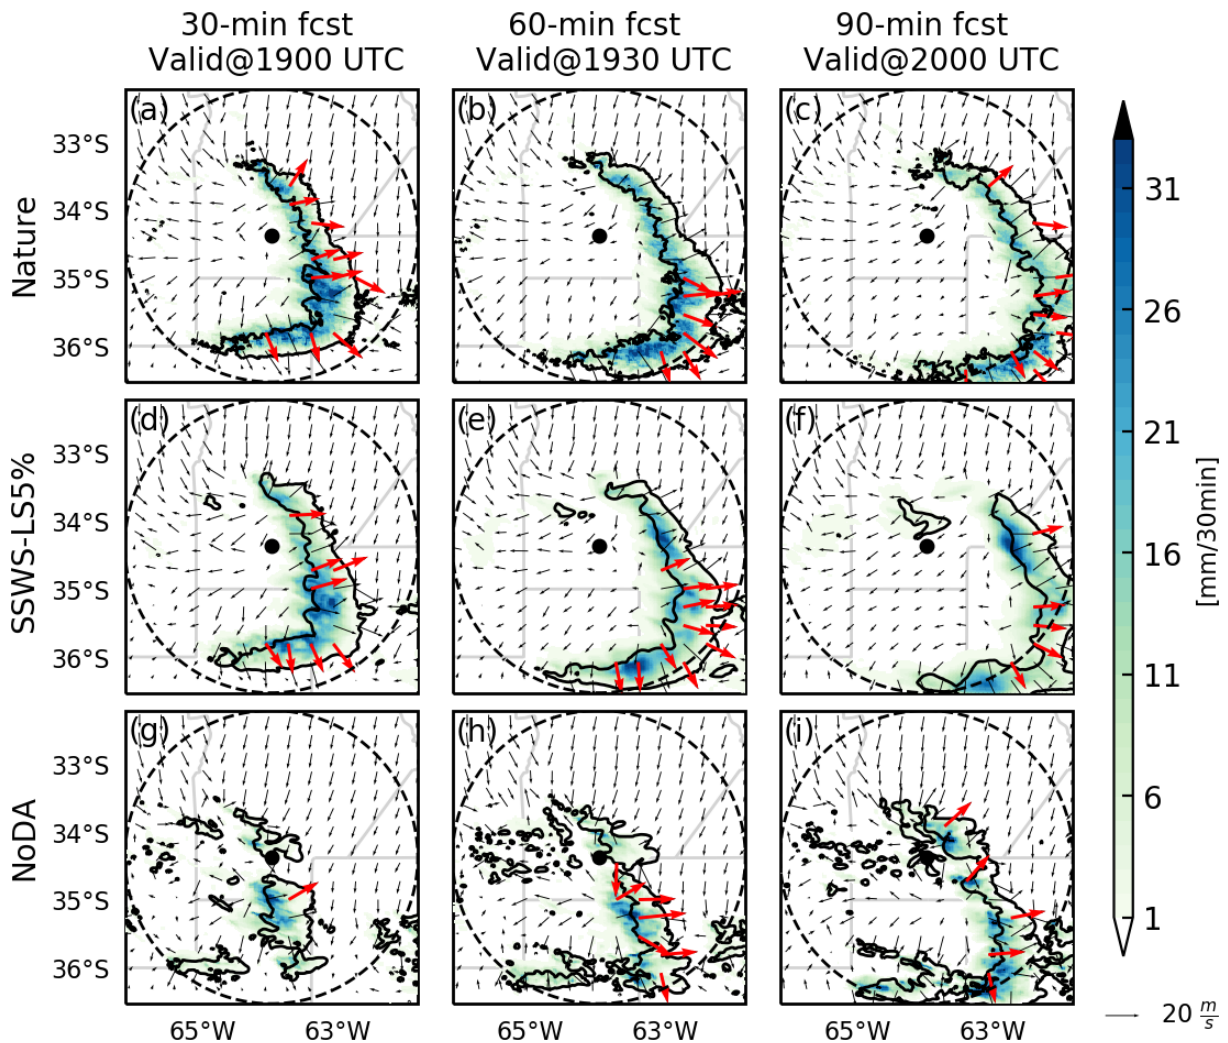 30-min fcst
Valid@1900 UTC
60-min fcst
Valid@1930 UTC
90-min fcst
Valid@2000 UTC
Nature
33°S
34°S
35°S
36°S
(a)
(b)
(c)
SSWS-LS5%
33°S
34°S
35°S
36°S
(d)
(e)
(f)
NoDA
33°S
34°S
35°S
36°S
(g)
(h)
(i)
65°W
63°W
65°W
63°W
65°W
63°W
31
26
21
16
11
6
1
[mm/30min]
20 m/s